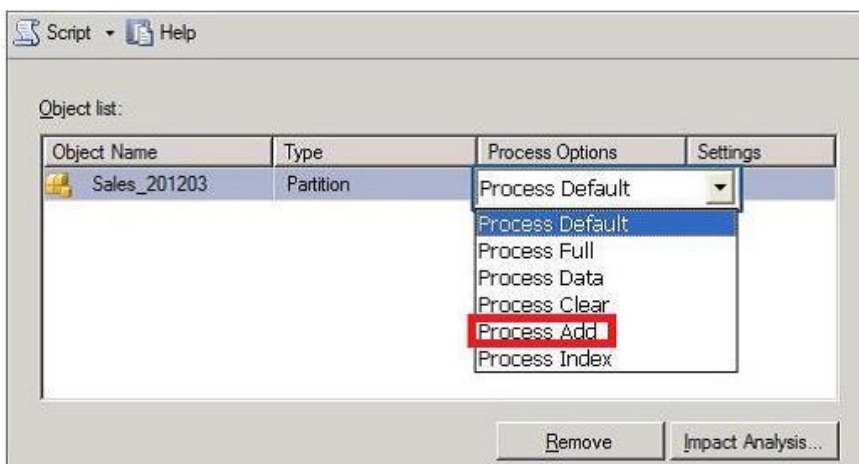 Script Help
Object list:
Object Name Type Process Options Settings
Sales_201203 Partition Process Default
Process Default
Process Full
Process Data
Process Clear
Process Add
Process Index
Remove Impact Analysis...